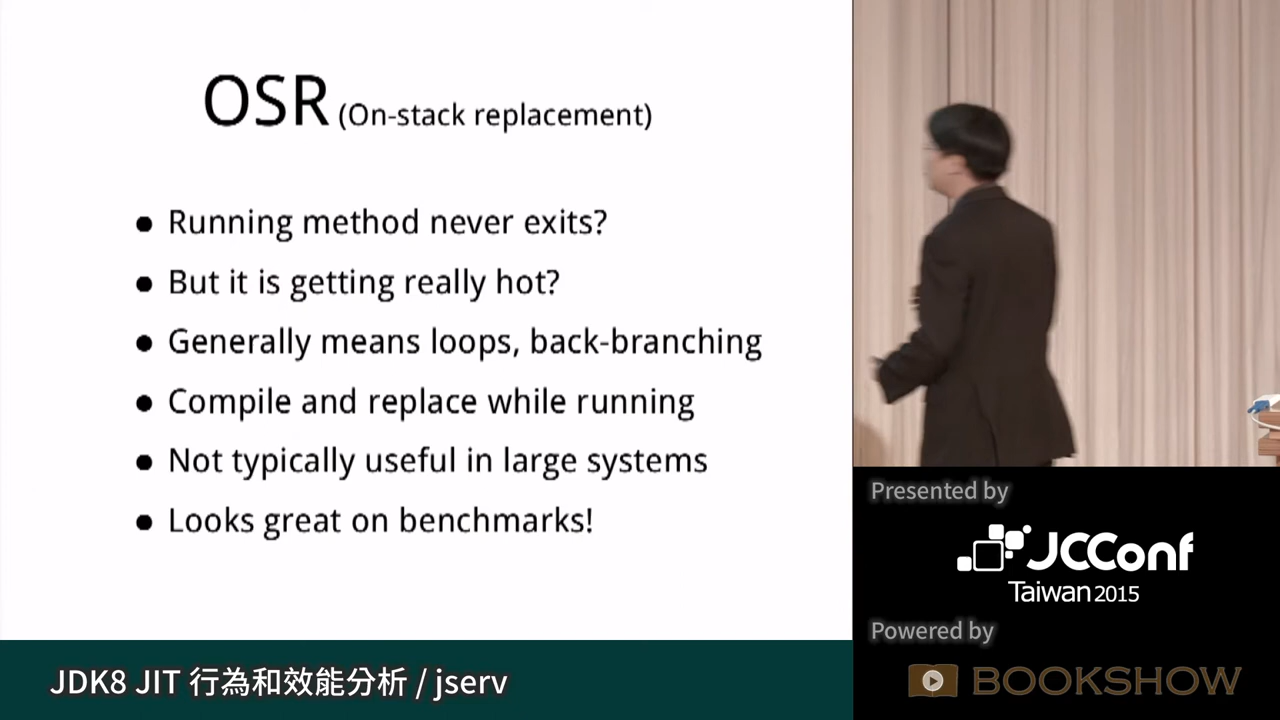 OSR (On-stack replacement)
● Running method never exits?
● But it is getting really hot?
● Generally means loops, back-branching
● Compile and replace while running
● Not typically useful in large systems
● Looks great on benchmarks!
Presented by
JCConf
Taiwan 2015
Powered by
BOOKSHOW
JDK8 JIT 行為和效能分析 / jserv